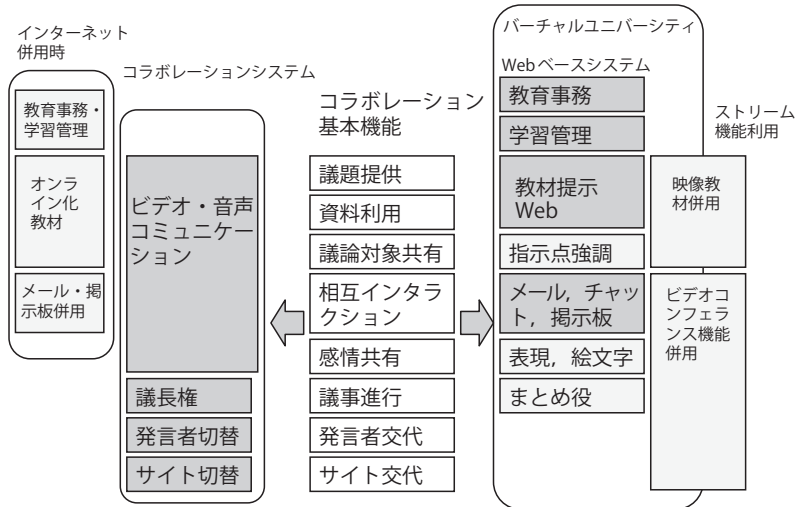 インターネット
併用時
教育事務・
学習管理
オンラ
イン化
教材
メール・掲
示板併用
コラボレーションシステム
ビデオ・音声
コミュニケー
ション
議長権
発言者切替
サイト切替
コラボレーション
基本機能
議題提供
資料利用
議論対象共有
相互インタラ
クション
感情共有
議事進行
発言者交代
サイト交代
バーチャルユニバーシティ
Webベースシステム
教育事務
学習管理
教材提示
Web
指示点強調
メール，チャッ
ト，掲示板
表現，絵文字
まとめ役
ストリーム
機能利用
映像教
材併用
ビデオコ
ンフェラ
ンス機能
併用